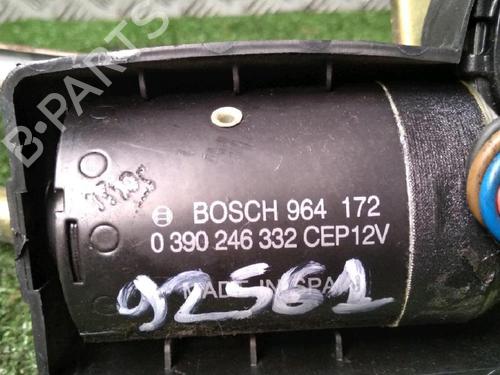 B-PARTS
BOSCH 964 172
0 390 246 332 CEP12V
MADE IN SPAIN
92561